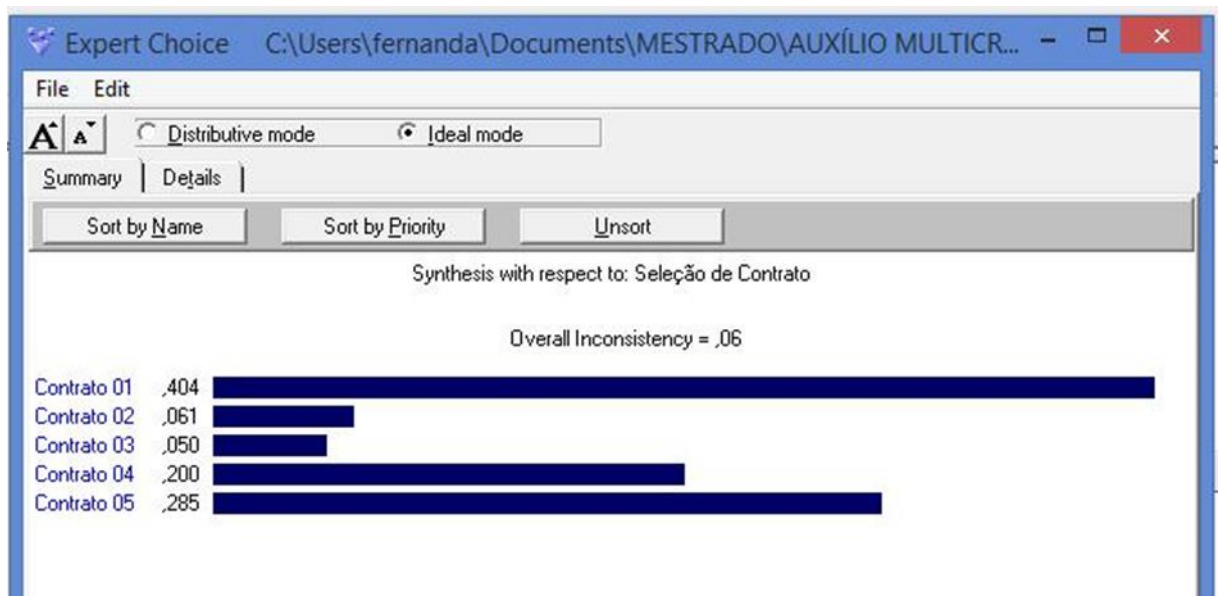 Expert Choice C:\Users\fernanda\Documents\MESTRADO\AUXÍLIO MULTICR...
File Edit
A A Distributive mode Ideal mode
Summary Details
Sort by Name Sort by Priority Unsort
Synthesis with respect to: Seleção de Contrato
Overall Inconsistency = ,06
Contrato 01 ,404
Contrato 02 ,061
Contrato 03 ,050
Contrato 04 ,200
Contrato 05 ,285